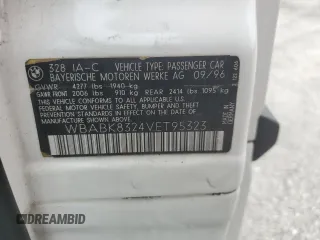 328 IA-C VEHICLE TYPE PASSENGER CAR
BAYERISCHE MOTOREN WERKE AG 09/96
GVWR 4277 lbs 1940 kg
GAWR FRONT 2006 lbs 910 kg REAR 2414 lbs 1095 kg
THIS VEHICLE CONFORMS TO ALL APPLICABLE FEDERAL MOTOR VEHICLE
SAFETY, BUMPER, AND THEFT PREVENTION STANDARDS IN
EFFECT ON THE DATE OF MANUFACTURE SHOWN ABOVE.
WBABK8324VET95323
DREAMBID